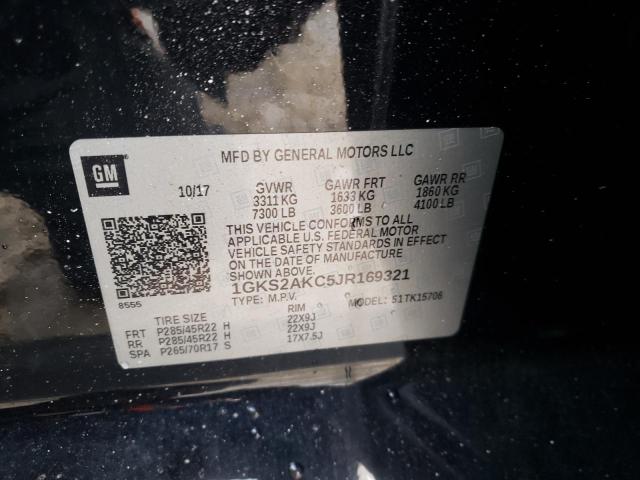 GM
MFD BY GENERAL MOTORS LLC
10/17
GVWR GAWR FRT GAWR RR
3311 KG 1633 KG 1860 KG
7300 LB 3600 LB 4100 LB
THIS VEHICLE CONFORMS TO ALL
APPLICABLE U.S. FEDERAL MOTOR
VEHICLE SAFETY STANDARDS IN EFFECT
ON THE DATE OF MANUFACTURE
SHOWN ABOVE.
8555
1GKS2AKC5JR169321
TYPE: M.P.V. MODEL: 51TK15706
TIRE SIZE RIM
FRT P285/45R22 H 22X9J
RR P285/45R22 H 22X9J
SPA P265/70R17 S 17X7.5J